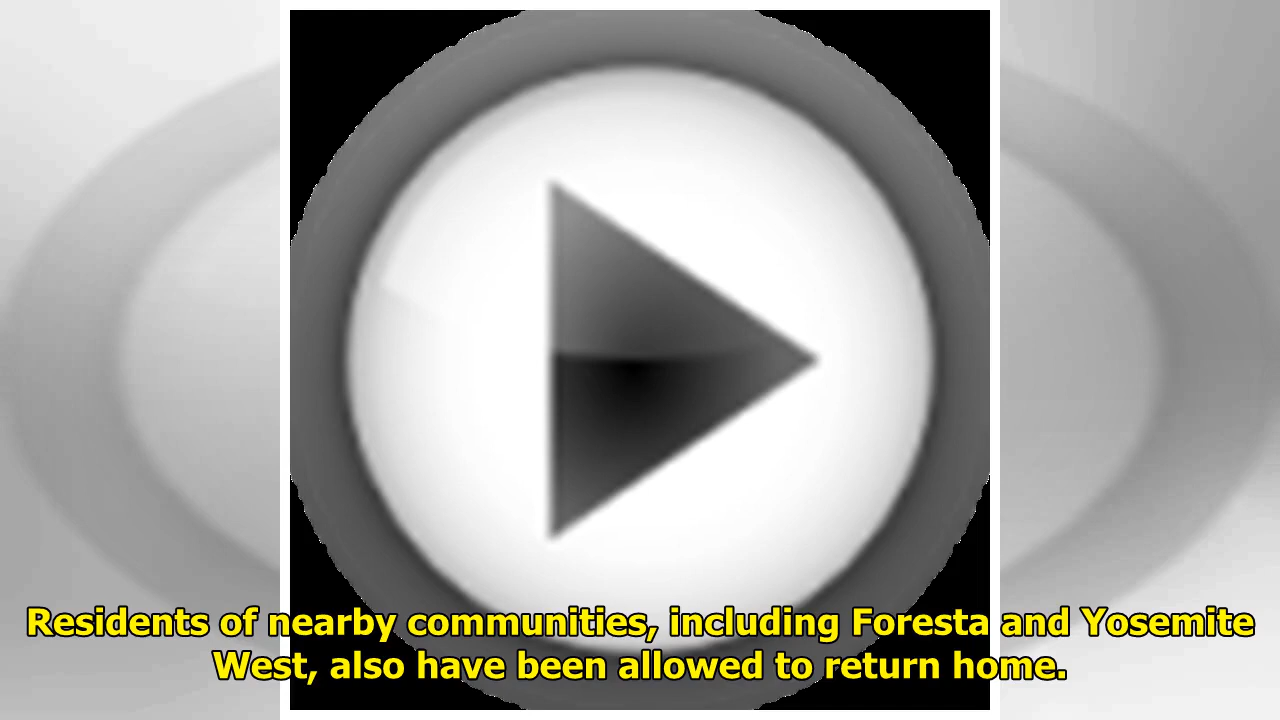 Residents of nearby communities, including Foresta and Yosemite
West, also have been allowed to return home.